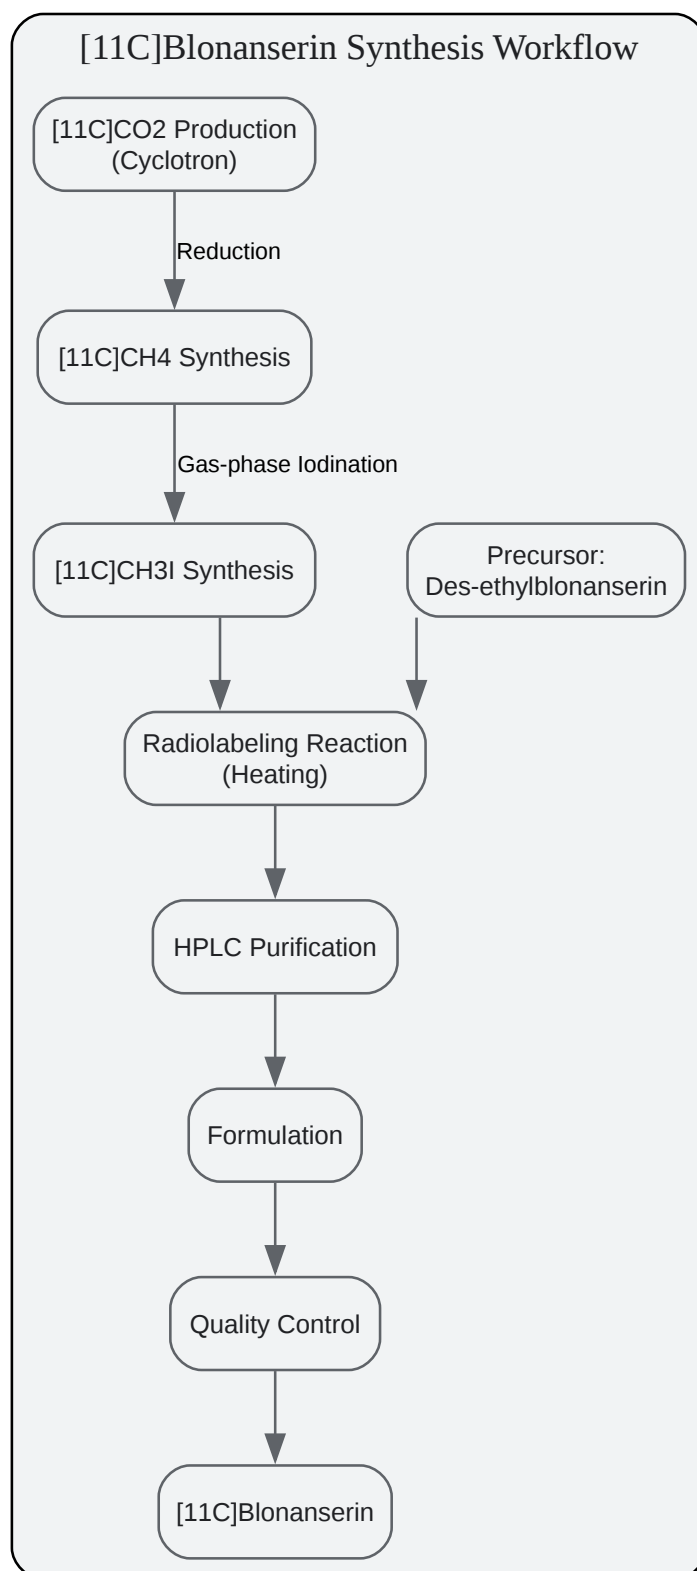 [11C]Blonanserin Synthesis Workflow
[11C]CO2 Production
(Cyclotron)
Reduction
[11C]CH4 Synthesis
Gas-phase Iodination
[11C]CH3I Synthesis
Precursor:
Des-ethylblonanserin
Radiolabeling Reaction
(Heating)
HPLC Purification
Formulation
Quality Control
[11C]Blonanserin